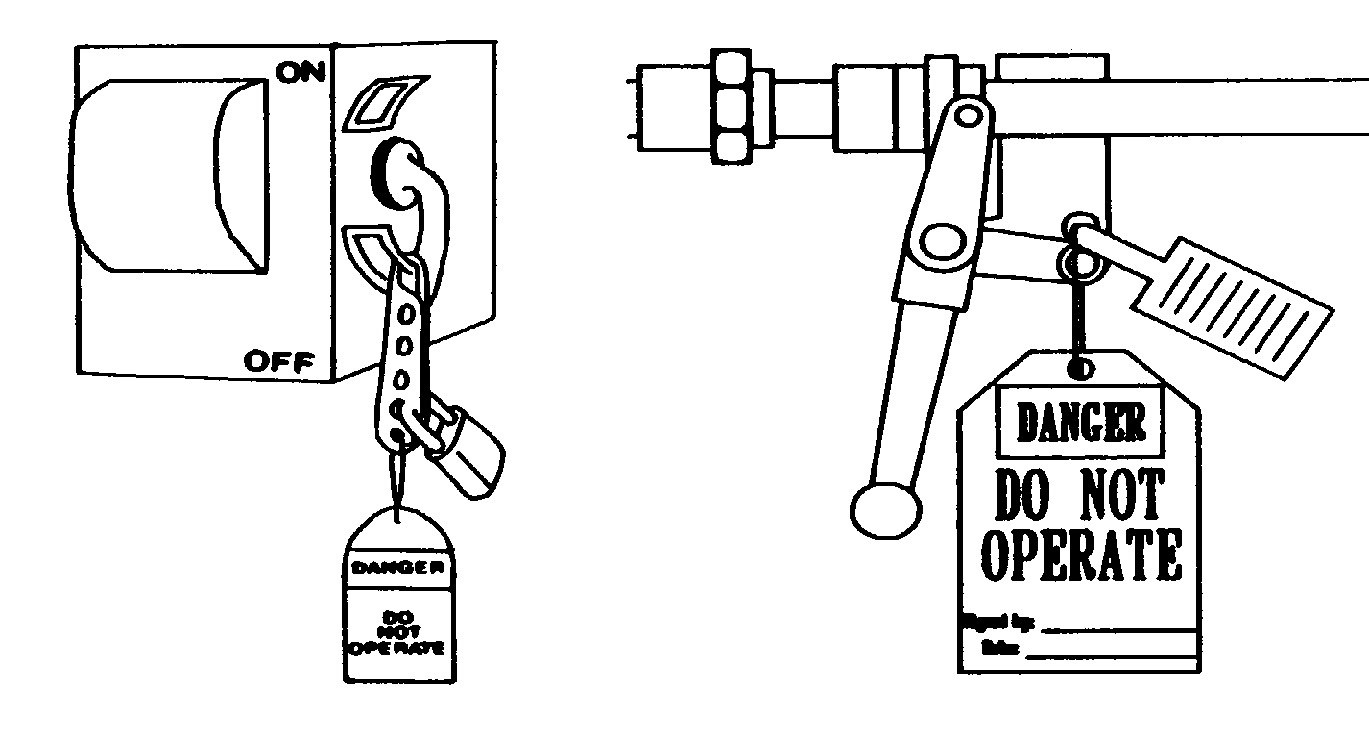 ON
OFF
DANGER
DO
NOT
OPERATE
DANGER
DO NOT
OPERATE